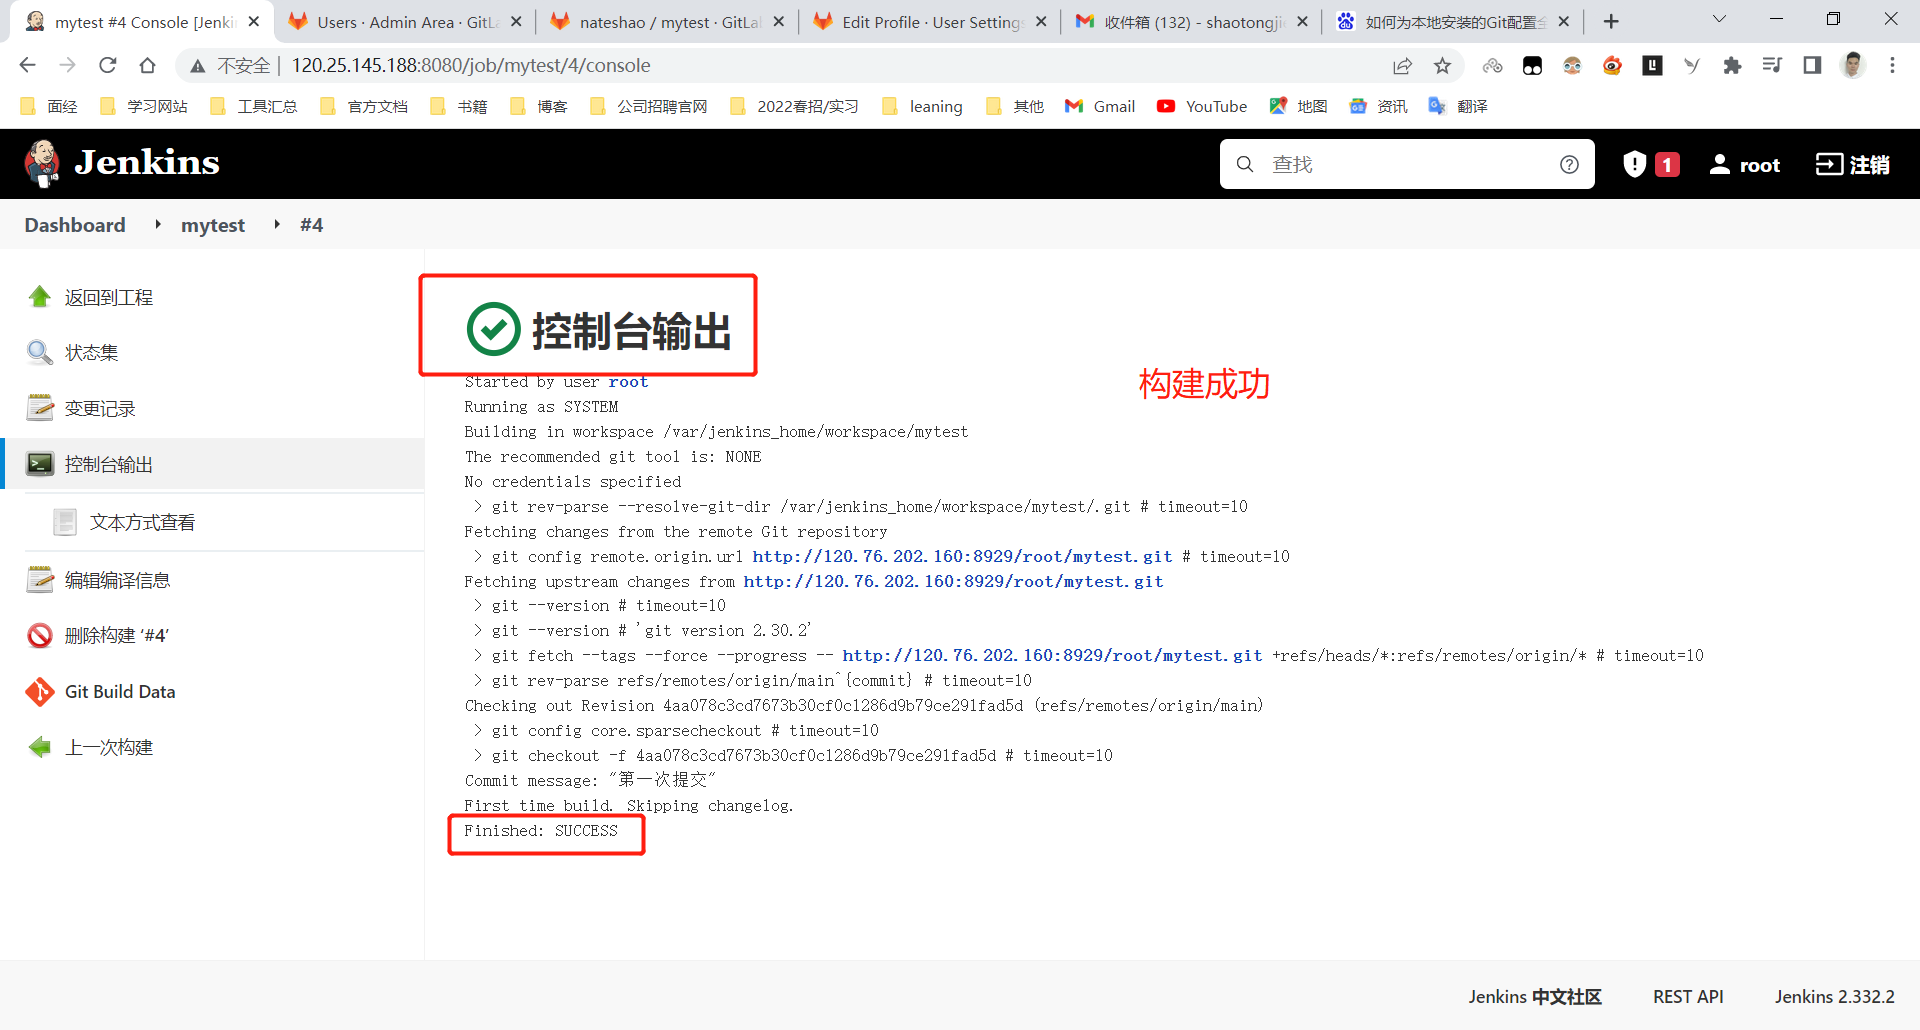 mytest #4 Console [Jenki
Users · Admin Area · GitLa
nateshao / mytest · GitLa
Edit Profile · User Settings
收件箱 (132) - shaotongji
如何为本地安装的Git配置
不安全 | 120.25.145.188:8080/job/mytest/4/console
面经
学习网站
工具汇总
官方文档
书籍
博客
公司招聘官网
2022春招/实习
leaning
其他
Gmail
YouTube
地图
资讯
翻译
Jenkins
查找
1
root
注销
Dashboard
mytest
#4
返回到工程
状态集
变更记录
控制台输出
文本方式查看
编辑编译信息
删除构建 ‘#4’
Git Build Data
上一次构建
控制台输出
构建成功
Started by user root
Running as SYSTEM
Building in workspace /var/jenkins_home/workspace/mytest
The recommended git tool is: NONE
No credentials specified
> git rev-parse --resolve-git-dir /var/jenkins_home/workspace/mytest/.git # timeout=10
Fetching changes from the remote Git repository
> git config remote.origin.url http://120.76.202.160:8929/root/mytest.git # timeout=10
Fetching upstream changes from http://120.76.202.160:8929/root/mytest.git
> git --version # timeout=10
> git --version # 'git version 2.30.2'
> git fetch --tags --force --progress -- http://120.76.202.160:8929/root/mytest.git +refs/heads/*:refs/remotes/origin/* # timeout=10
> git rev-parse refs/remotes/origin/main^{commit} # timeout=10
Checking out Revision 4aa078c3cd7673b30cf0c1286d9b79ce291fad5d (refs/remotes/origin/main)
> git config core.sparsecheckout # timeout=10
> git checkout -f 4aa078c3cd7673b30cf0c1286d9b79ce291fad5d # timeout=10
Commit message: "第一次提交"
First time build. Skipping changelog.
Finished: SUCCESS
Jenkins 中文社区
REST API
Jenkins 2.332.2